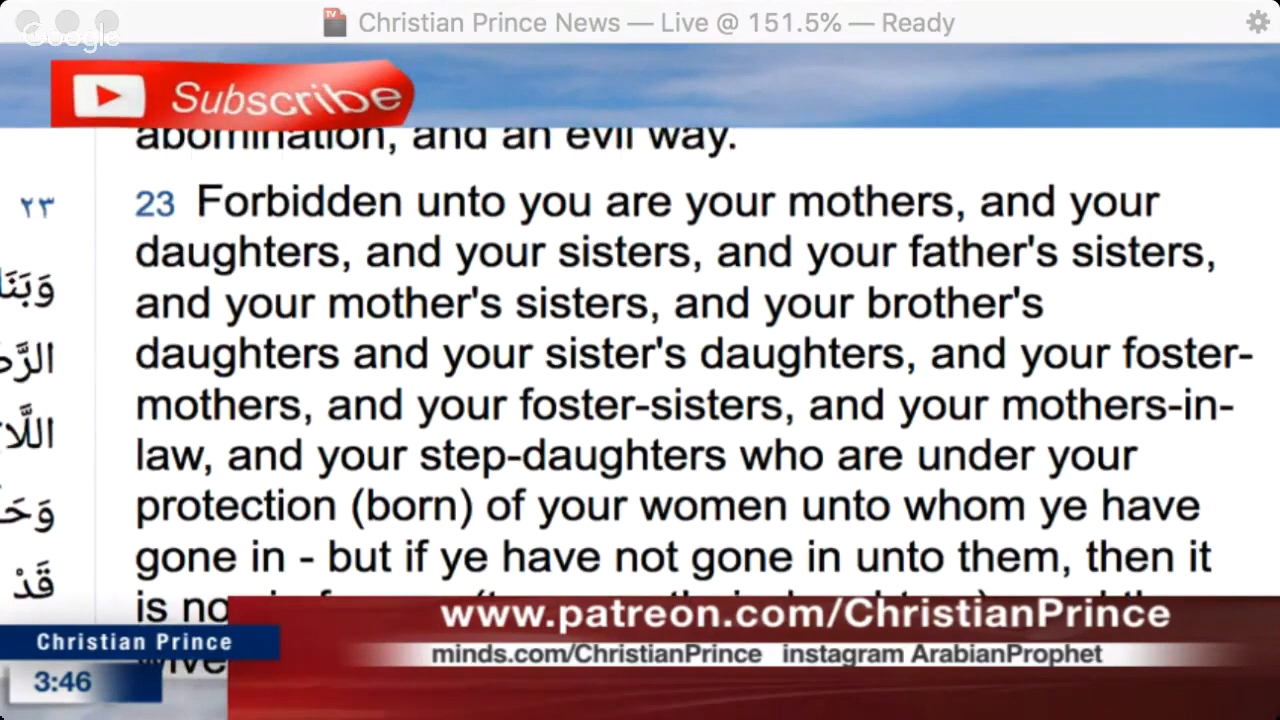 Christian Prince News — Live @ 151.5% — Ready
Google
Subscribe
abomination, and an evil way.
٢٣
23 Forbidden unto you are your mothers, and your
daughters, and your sisters, and your father's sisters,
and your mother's sisters, and your brother's
daughters and your sister's daughters, and your foster-
mothers, and your foster-sisters, and your mothers-in-
law, and your step-daughters who are under your
protection (born) of your women unto whom ye have
gone in - but if ye have not gone in unto them, then it
is no
قَدْ
www.patreon.com/ChristianPrince
Christian Prince
minds.com/ChristianPrince instagram ArabianProphet
3:46